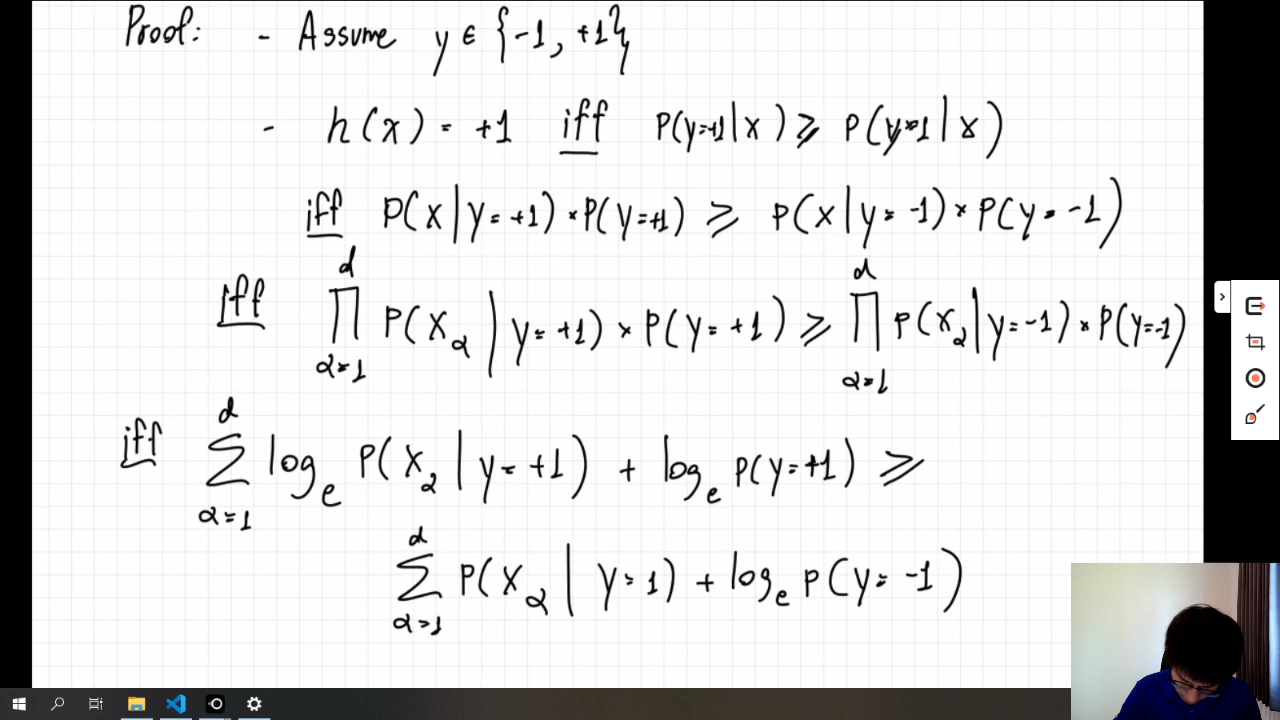 Proof: - Assume y ∈ {-1, +1}
- h(x) = +1 iff P(y=+1|x) ⩾ P(y=-1|x)
iff P(x|y=+1) * P(y=+1) ⩾ P(x|y=-1) * P(y=-1)
iff ∏_{α=1}^{d} P(x_α | y=+1) * P(y=+1) ⩾ ∏_{α=1}^{d} P(x_α|y=-1) * P(y=-1)
iff ∑_{α=1}^{d} log_e P(x_α | y=+1) + log_e P(y=+1) ⩾
∑_{α=1}^{d} P(x_α | y=1) + log_e P(y=-1)